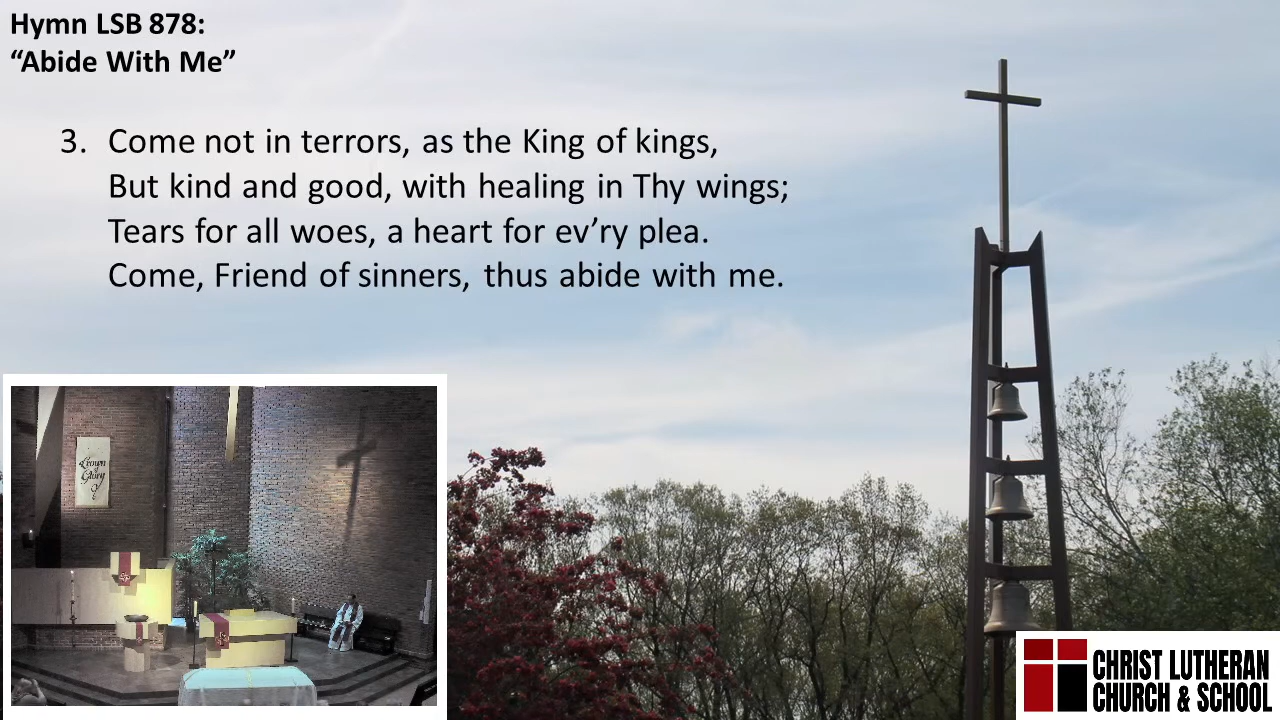 Hymn LSB 878:
“Abide With Me”
3. Come not in terrors, as the King of kings,
But kind and good, with healing in Thy wings;
Tears for all woes, a heart for ev’ry plea.
Come, Friend of sinners, thus abide with me.
Crown
of
Glory
CHRIST LUTHERAN
CHURCH & SCHOOL